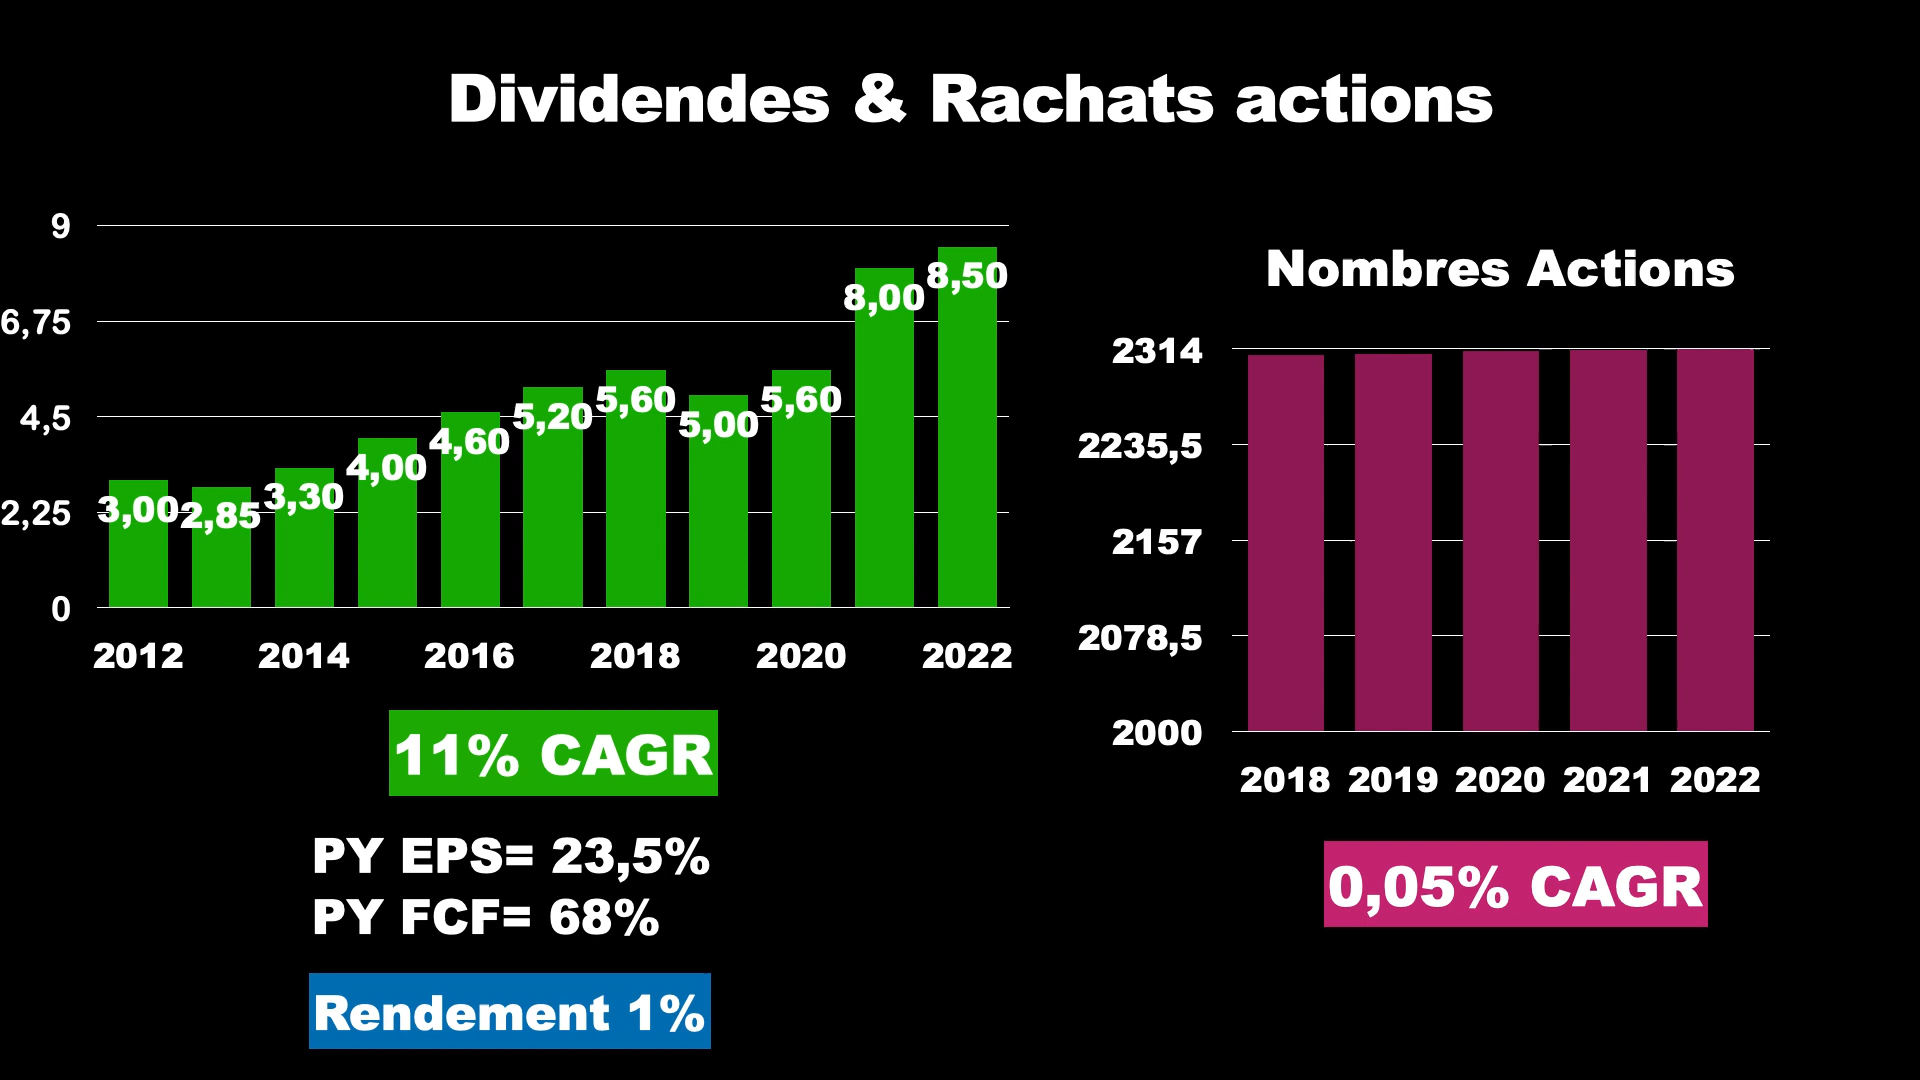 Dividendes & Rachats actions
9
6,75
4,5
2,25
0
3,00
2,85
3,30
4,00
4,60
5,20
5,60
5,00
5,60
8,00
8,50
2012 2014 2016 2018 2020 2022
11% CAGR
PY EPS= 23,5%
PY FCF= 68%
Rendement 1%
Nombres Actions
2314
2235,5
2157
2078,5
2000
2018 2019 2020 2021 2022
0,05% CAGR